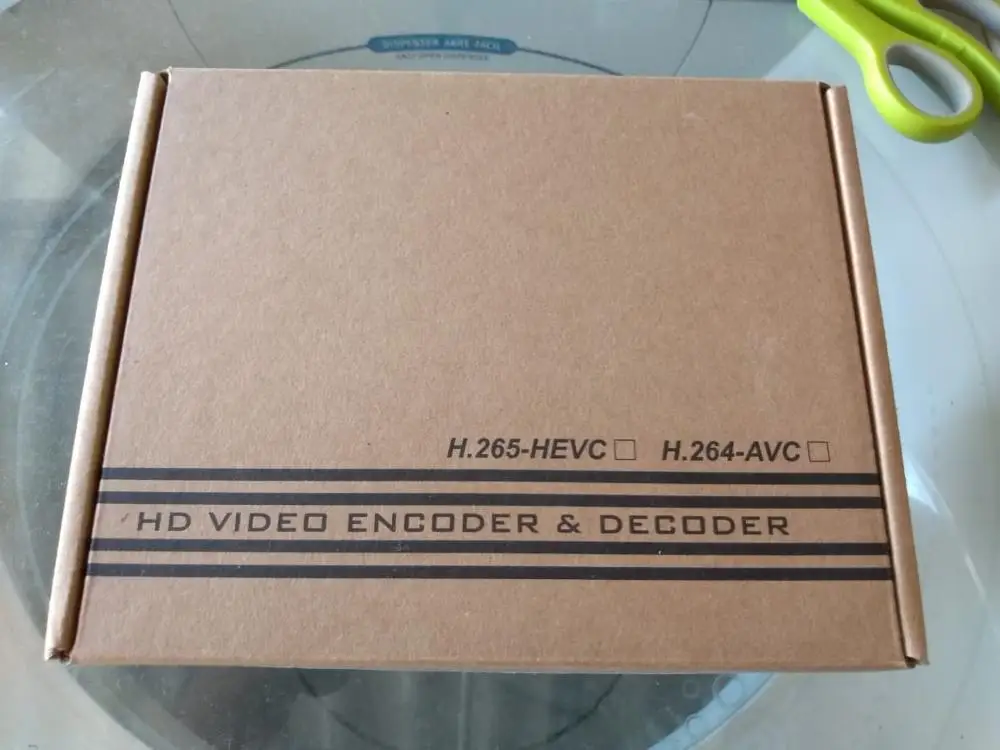 H.265-HEVC☐ H.264-AVC☐
HD VIDEO ENCODER & DECODER